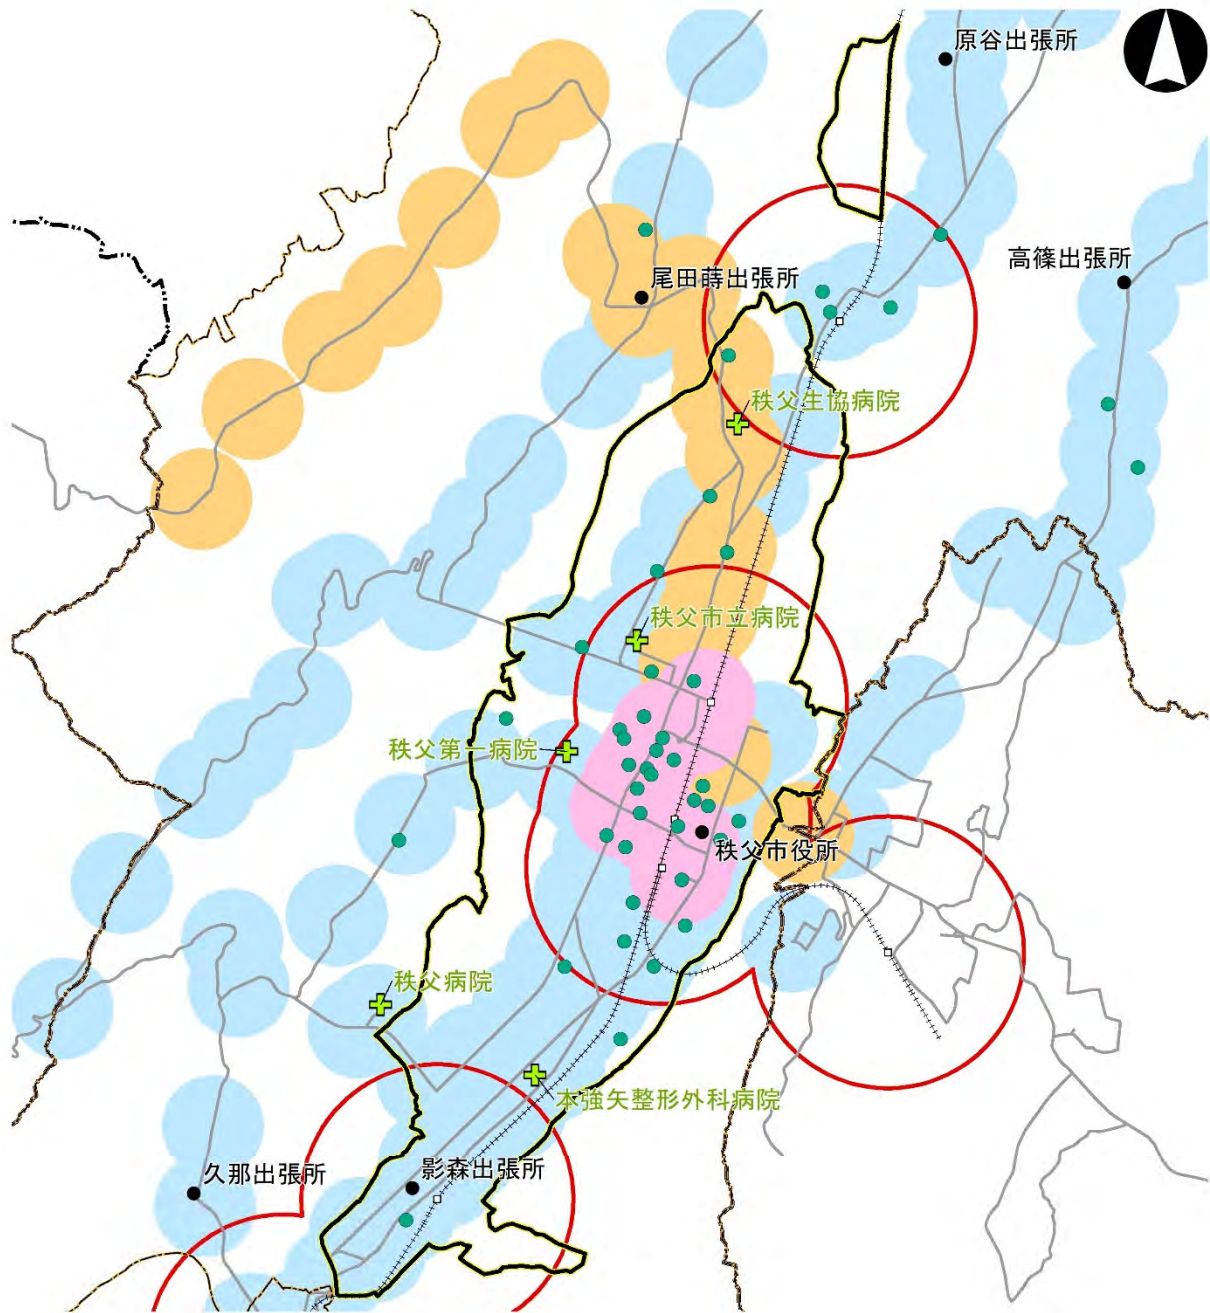 原谷出張所
高篠出張所
尾田蒔出張所
秩父生協病院
秩父市立病院
秩父第一病院
秩父市役所
秩父病院
本強矢整形外科病院
久那出張所
影森出張所